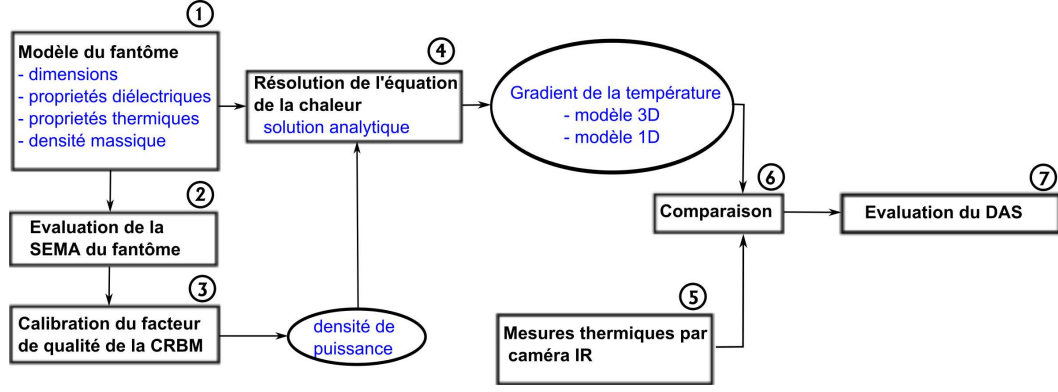 1
Modèle du fantôme
- dimensions
- proprietés diélectriques
- proprietés thermiques
- densité massique
2
Evaluation de la
SEMA du fantôme
3
Calibration du facteur
de qualité de la CRBM
densité de
puissance
4
Résolution de l'équation
de la chaleur
solution analytique
Gradient de la température
- modèle 3D
- modèle 1D
5
Mesures thermiques par
caméra IR
6
Comparaison
7
Evaluation du DAS